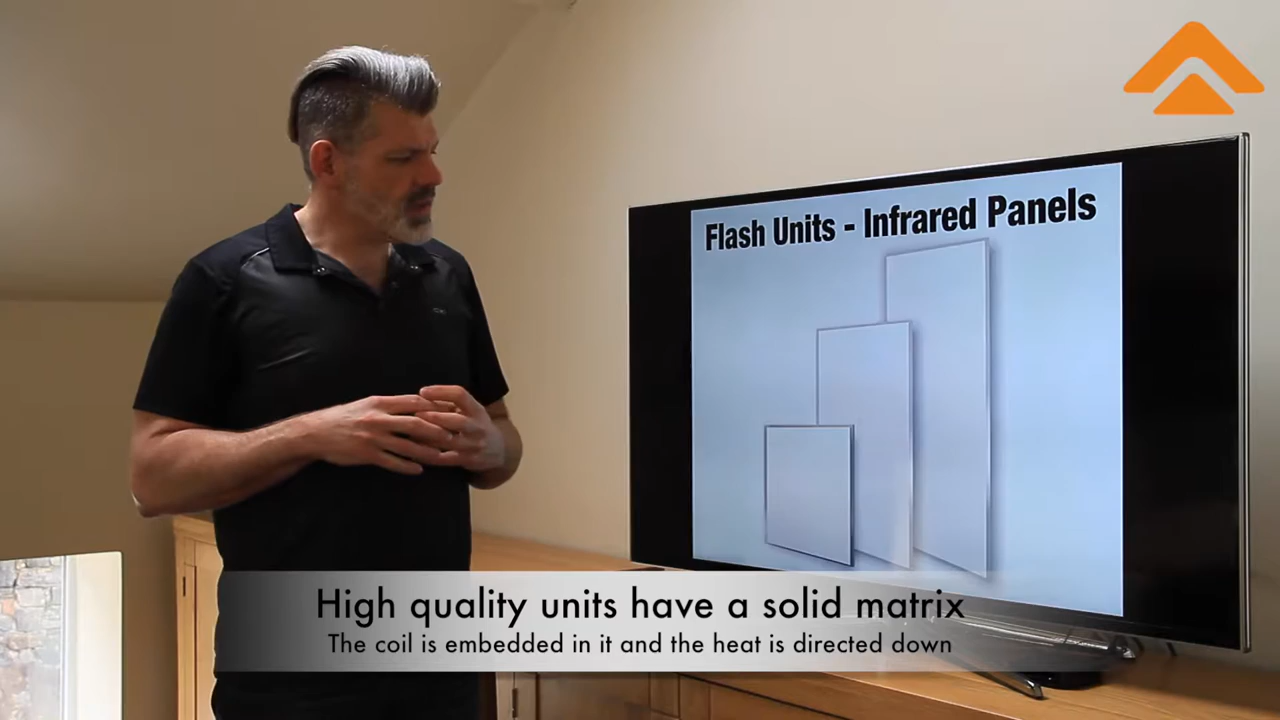 Flash Units - Infrared Panels
High quality units have a solid matrix
The coil is embedded in it and the heat is directed down